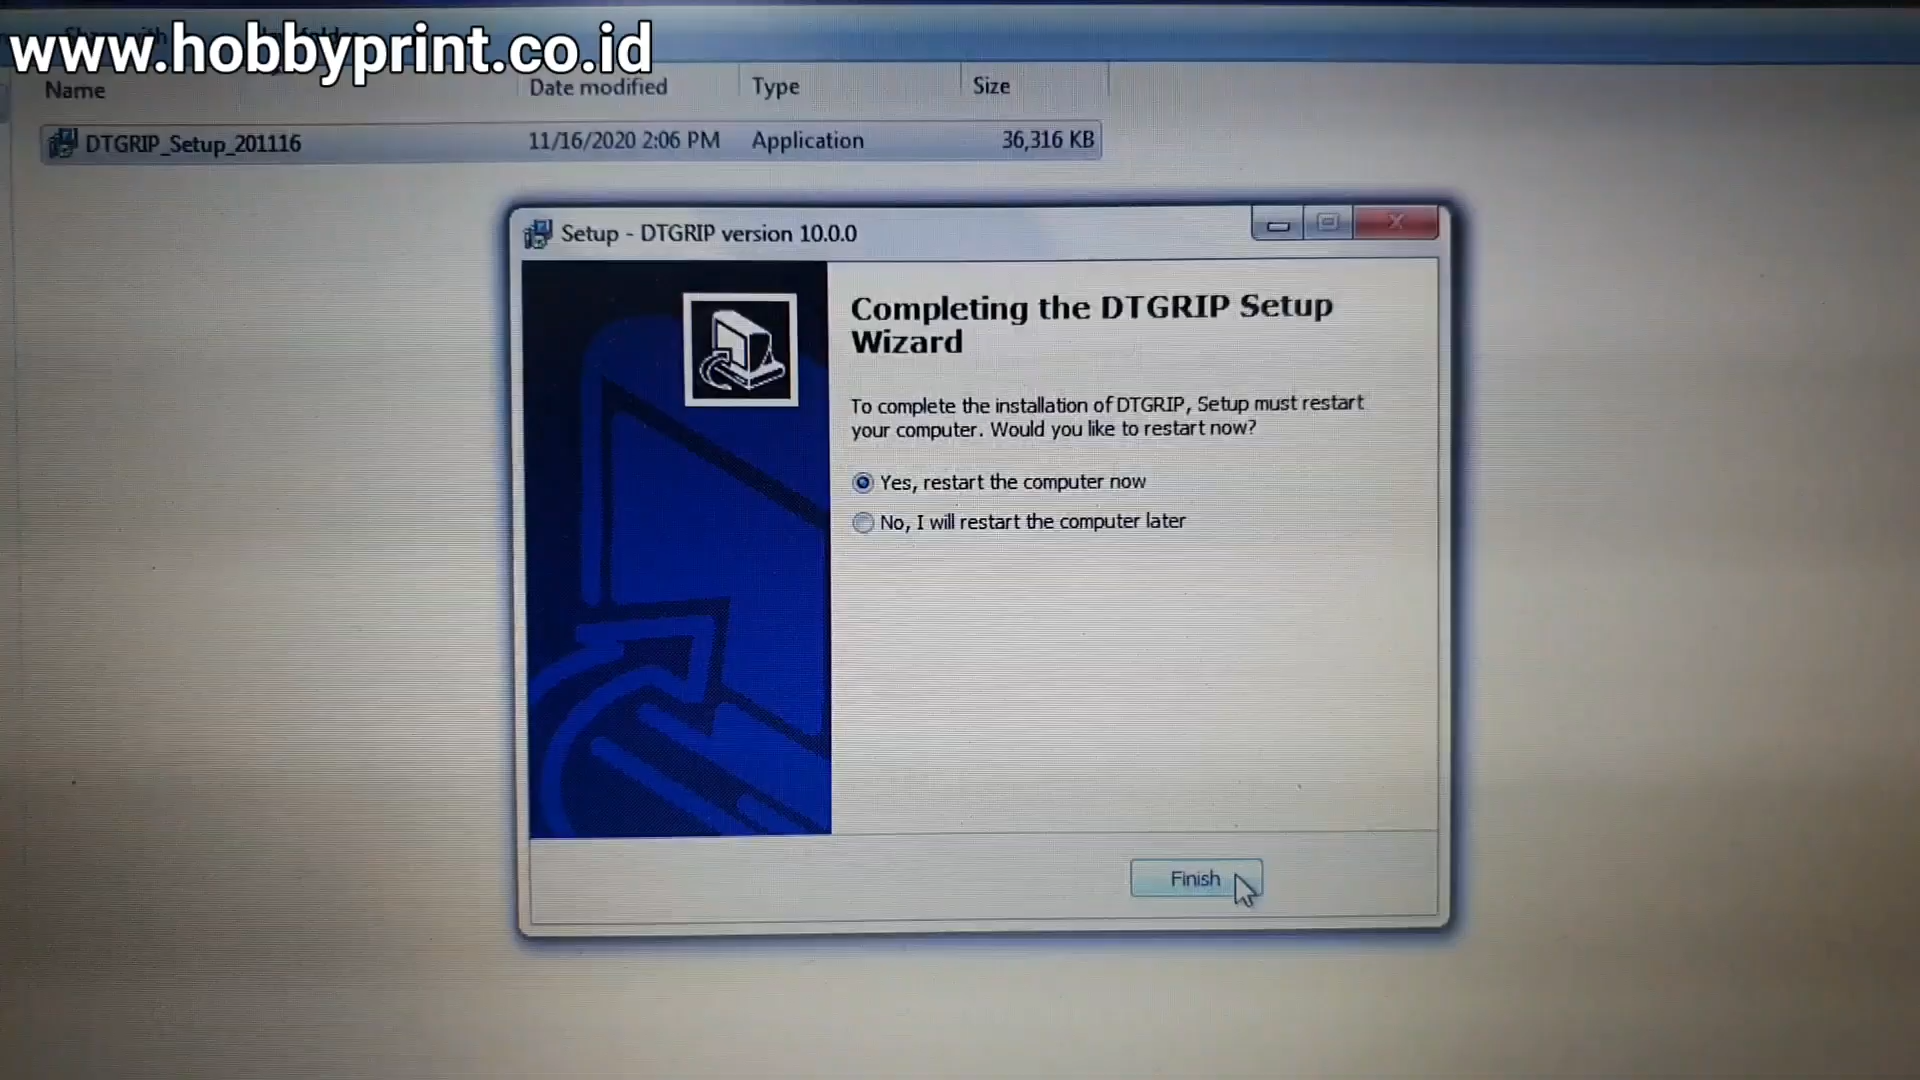 www.hobbyprint.co.id
Name Date modified Type Size
DTGRIP_Setup_201116 11/16/2020 2:06 PM Application 36,316 KB
Setup - DTGRIP version 10.0.0
Completing the DTGRIP Setup
Wizard
To complete the installation of DTGRIP, Setup must restart
your computer. Would you like to restart now?
Yes, restart the computer now
No, I will restart the computer later
Finish